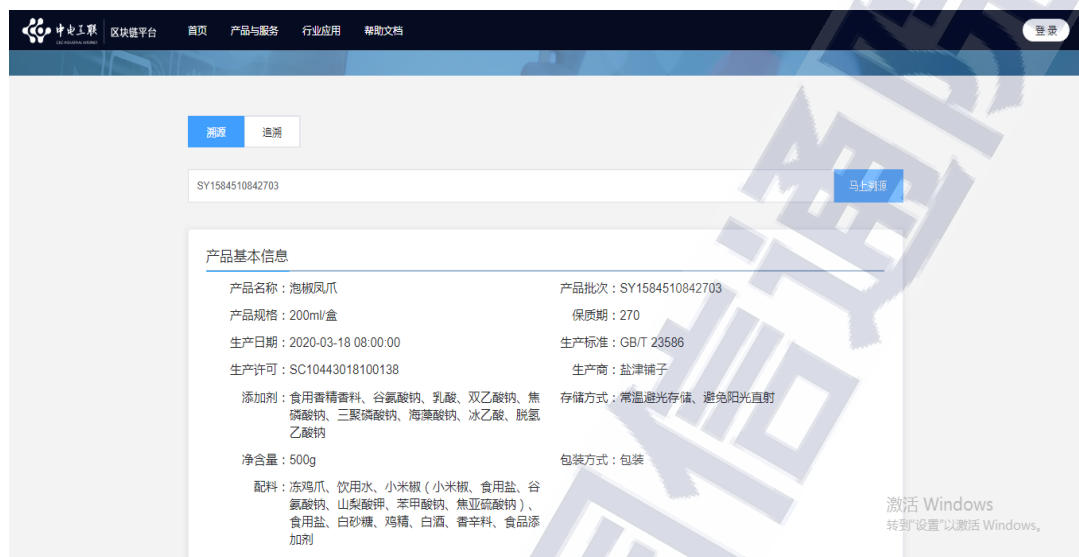 中电工联 区块链平台 首页 产品与服务 行业应用 帮助文档 登录
CEC INDUSTRIAL INTERNET
溯源 追溯
SY1584510842703 马上溯源
产品基本信息
产品名称：泡椒凤爪 产品批次：SY1584510842703
产品规格：200ml/盒 保质期：270
生产日期：2020-03-18 08:00:00 生产标准：GB/T 23586
生产许可：SC10443018100138 生产商：盐津铺子
添加剂：食用香精香料、谷氨酸钠、乳酸、双乙酸钠、焦 存储方式：常温避光存储、避免阳光直射
磷酸钠、三聚磷酸钠、海藻酸钠、冰乙酸、脱氢
乙酸钠
净含量：500g 包装方式：包装
配料：冻鸡爪、饮用水、小米椒（小米椒、食用盐、谷
氨酸钠、山梨酸钾、苯甲酸钠、焦亚硫酸钠）、
食用盐、白砂糖、鸡精、白酒、香辛料、食品添
加剂
激活 Windows
转到"设置"以激活 Windows。
信通院